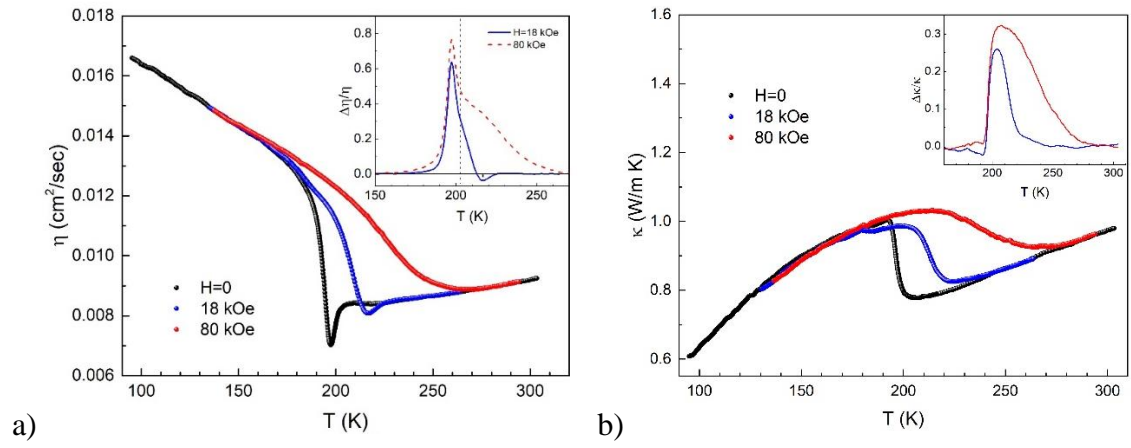 0.018
0.016
0.014
0.012
0.010
0.008
0.006
η (cm²/sec)
100
150
200
250
300
T (K)
H=0
18 kOe
80 kOe
H=18 kOe
80 kOe
0.8
0.6
0.4
0.2
0.0
Δη/η
150
200
250
T (K)
a)
1.6
1.4
1.2
1.0
0.8
0.6
κ (W/m K)
100
150
200
250
300
T (K)
H=0
18 kOe
80 kOe
0.3
0.2
0.1
0.0
Δκ/κ
200
250
300
T (K)
b)